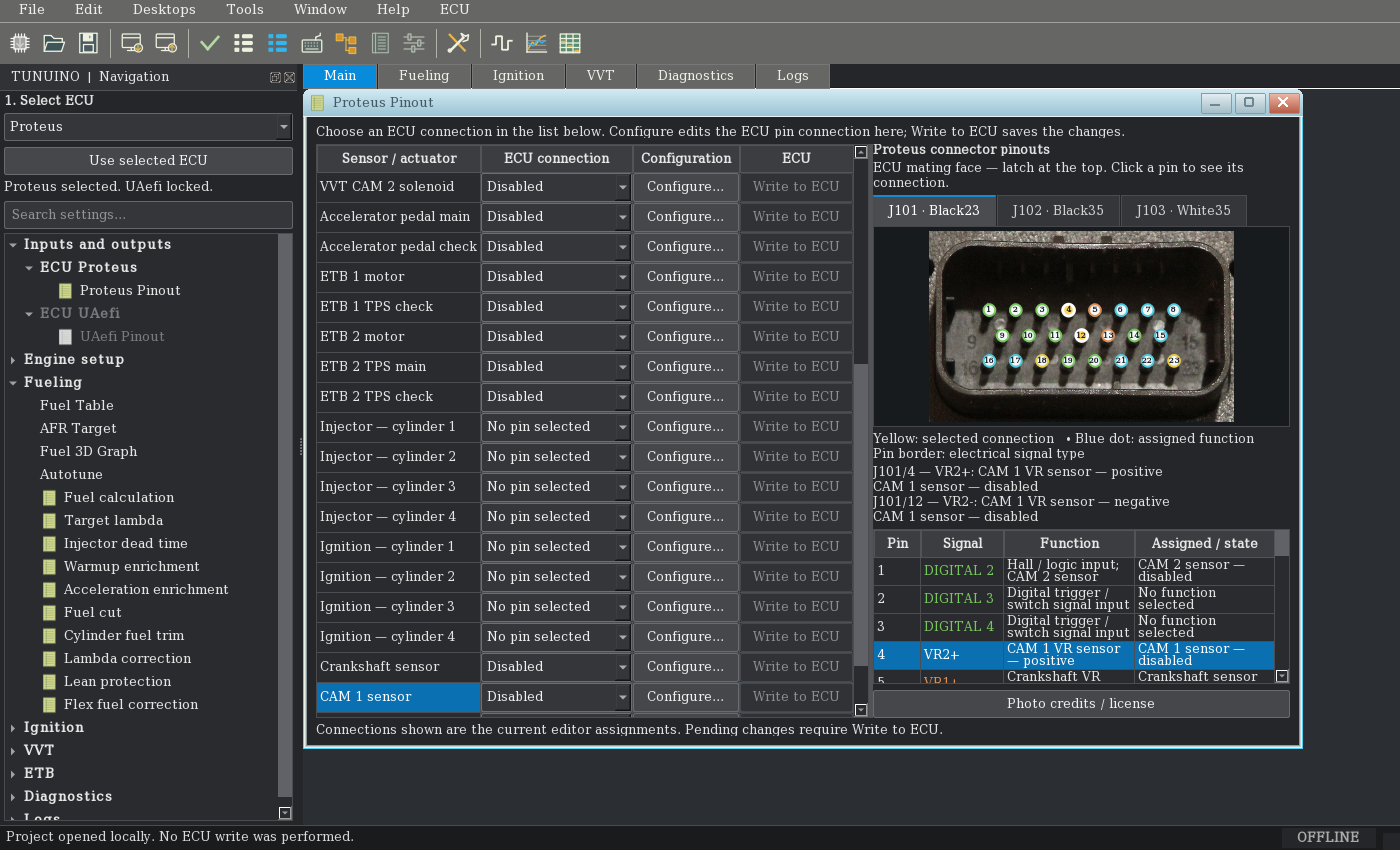 File Edit Desktops Tools Window Help ECU
TUNUINO | Navigation
1. Select ECU
Proteus
Use selected ECU
Proteus selected. UAefi locked.
Search settings...
Inputs and outputs
ECU Proteus
Proteus Pinout
ECU UAefi
UAefi Pinout
Engine setup
Fueling
Fuel Table
AFR Target
Fuel 3D Graph
Autotune
Fuel calculation
Target lambda
Injector dead time
Warmup enrichment
Acceleration enrichment
Fuel cut
Cylinder fuel trim
Lambda correction
Lean protection
Flex fuel correction
Ignition
VVT
ETB
Diagnostics
Logs
Main Fueling Ignition VVT Diagnostics Logs
Proteus Pinout
Choose an ECU connection in the list below. Configure edits the ECU pin connection here; Write to ECU saves the changes.
Sensor / actuator ECU connection Configuration ECU
VVT CAM 2 solenoid Disabled Configure... Write to ECU
Accelerator pedal main Disabled Configure... Write to ECU
Accelerator pedal check Disabled Configure... Write to ECU
ETB 1 motor Disabled Configure... Write to ECU
ETB 1 TPS check Disabled Configure... Write to ECU
ETB 2 motor Disabled Configure... Write to ECU
ETB 2 TPS main Disabled Configure... Write to ECU
ETB 2 TPS check Disabled Configure... Write to ECU
Injector — cylinder 1 No pin selected Configure... Write to ECU
Injector — cylinder 2 No pin selected Configure... Write to ECU
Injector — cylinder 3 No pin selected Configure... Write to ECU
Injector — cylinder 4 No pin selected Configure... Write to ECU
Ignition — cylinder 1 No pin selected Configure... Write to ECU
Ignition — cylinder 2 No pin selected Configure... Write to ECU
Ignition — cylinder 3 No pin selected Configure... Write to ECU
Ignition — cylinder 4 No pin selected Configure... Write to ECU
Crankshaft sensor Disabled Configure... Write to ECU
CAM 1 sensor Disabled Configure... Write to ECU
Connections shown are the current editor assignments. Pending changes require Write to ECU.
Proteus connector pinouts
ECU mating face — latch at the top. Click a pin to see its
connection.
J101 · Black23 J102 · Black35 J103 · White35
1 2 3 4 5 6 7 8
9 9 10 11 12 13 14 15 15
16 16 17 18 19 20 21 22 23
Yellow: selected connection • Blue dot: assigned function
Pin border: electrical signal type
J101/4 — VR2+: CAM 1 VR sensor — positive
CAM 1 sensor — disabled
J101/12 — VR2-: CAM 1 VR sensor — negative
CAM 1 sensor — disabled
Pin Signal Function Assigned / state
1 DIGITAL 2 Hall / logic input; CAM 2 sensor CAM 2 sensor — disabled
2 DIGITAL 3 Digital trigger / switch signal input No function selected
3 DIGITAL 4 Digital trigger / switch signal input No function selected
4 VR2+ CAM 1 VR sensor — positive CAM 1 sensor — disabled
5 VR1+ Crankshaft VR Crankshaft sensor
Photo credits / license
Project opened locally. No ECU write was performed.
OFFLINE